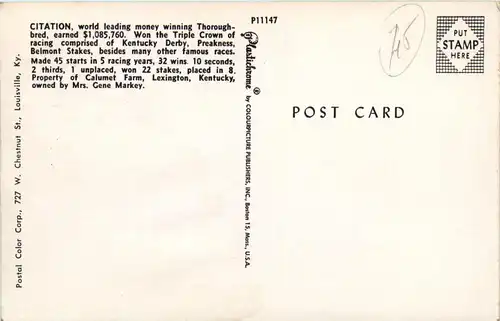 CITATION, world leading money winning Thorough-
bred, earned $1,085,760. Won the Triple Crown of
racing comprised of Kentucky Derby, Preakness,
Belmont Stakes, besides many other famous races.
Made 45 starts in 5 racing years, 32 wins. 10 seconds,
2 thirds, 1 unplaced, won 22 stakes, placed in 8.
Property of Calumet Farm, Lexington, Kentucky,
owned by Mrs. Gene Markey.
Postal Color Corp., 727 W. Chestnut St., Louisville, Ky.
P11147
Plastichrome ® by COLOURPICTURE PUBLISHERS, INC., Boston 15, Mass., U.S.A.
POST CARD
PUT
STAMP
HERE